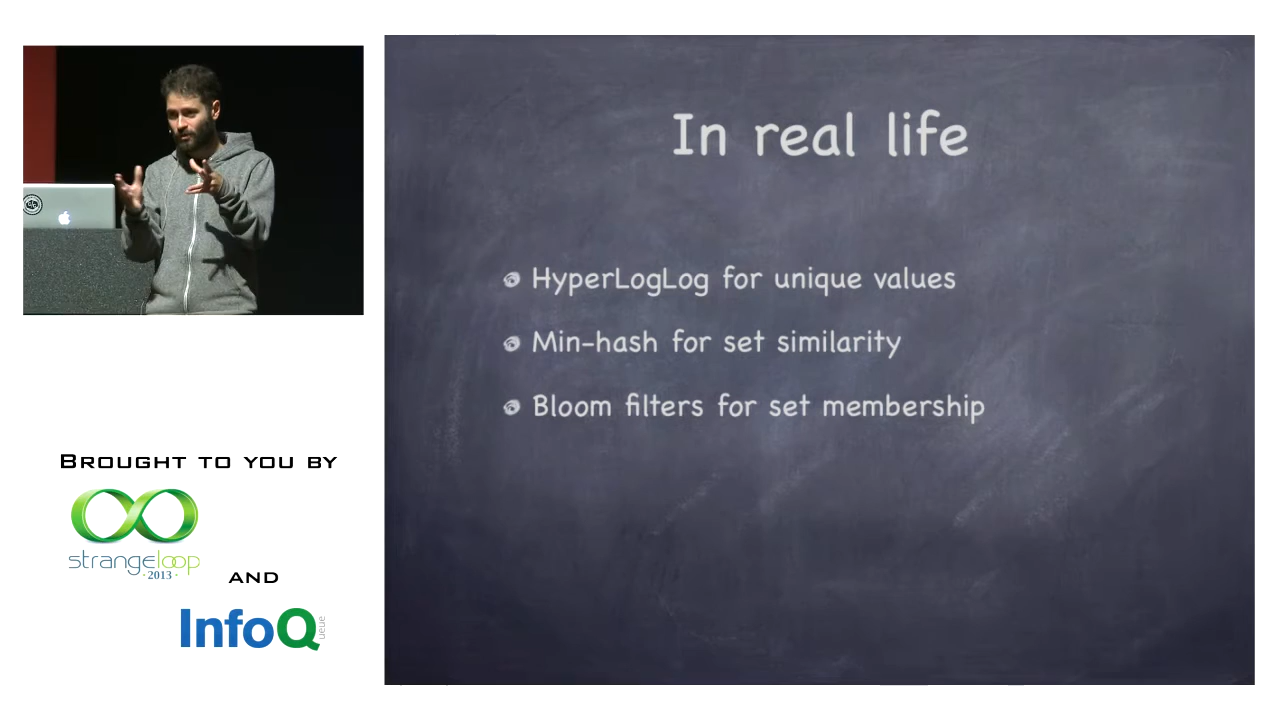 In real life
HyperLogLog for unique values
Min-hash for set similarity
Bloom filters for set membership
BROUGHT TO YOU BY
strangeloop
·2013·
AND
InfoQ
ueue